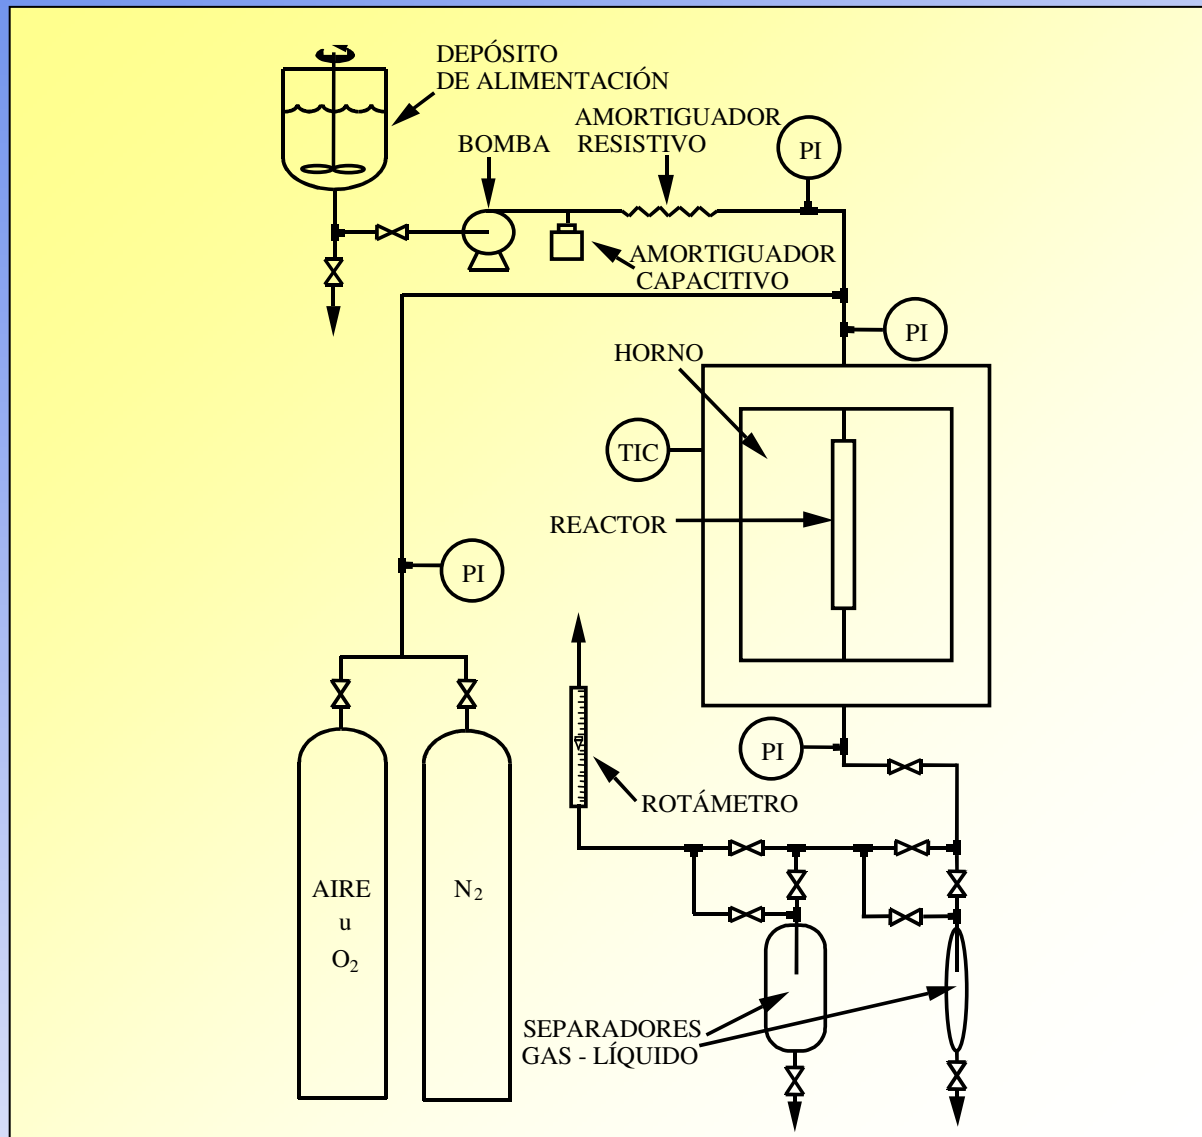 DEPÓSITO
DE ALIMENTACIÓN
AMORTIGUADOR
RESISTIVO
BOMBA
PI
AMORTIGUADOR
CAPACITIVO
PI
HORNO
TIC
REACTOR
PI
PI
ROTÁMETRO
AIRE
u
O2
N2
SEPARADORES
GAS - LÍQUIDO